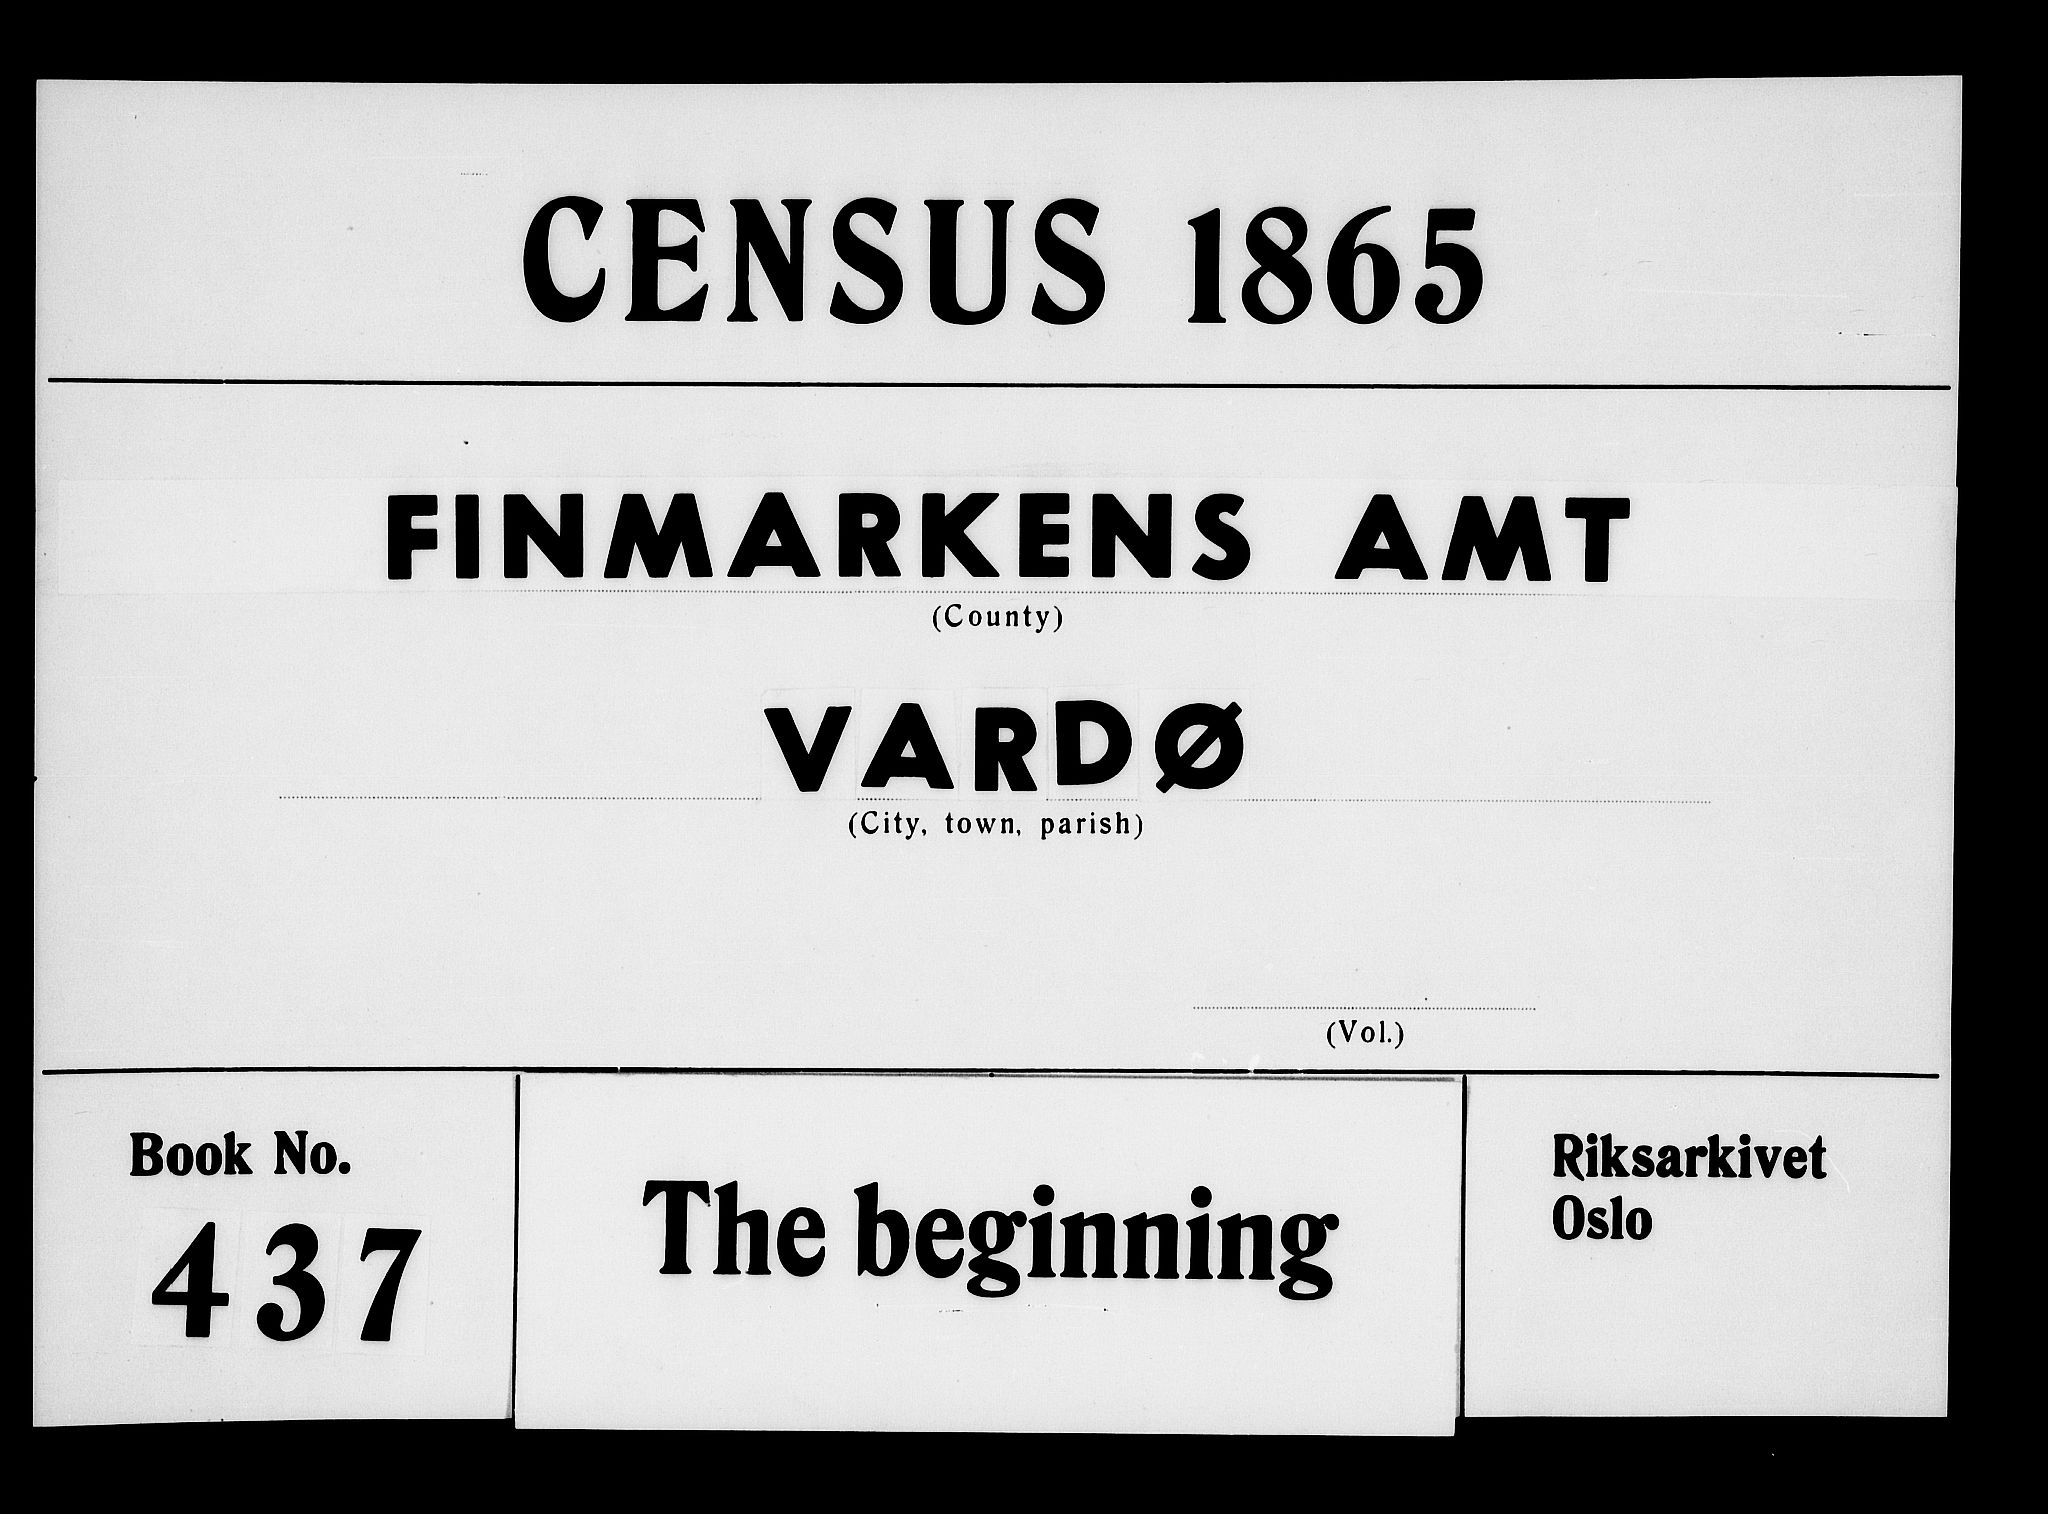 CENSUS 1865
FINMARKENS AMT
(County)
VARDØ
(City, town, parish)
(Vol.)
Book No.
437
The beginning
Riksarkivet
Oslo